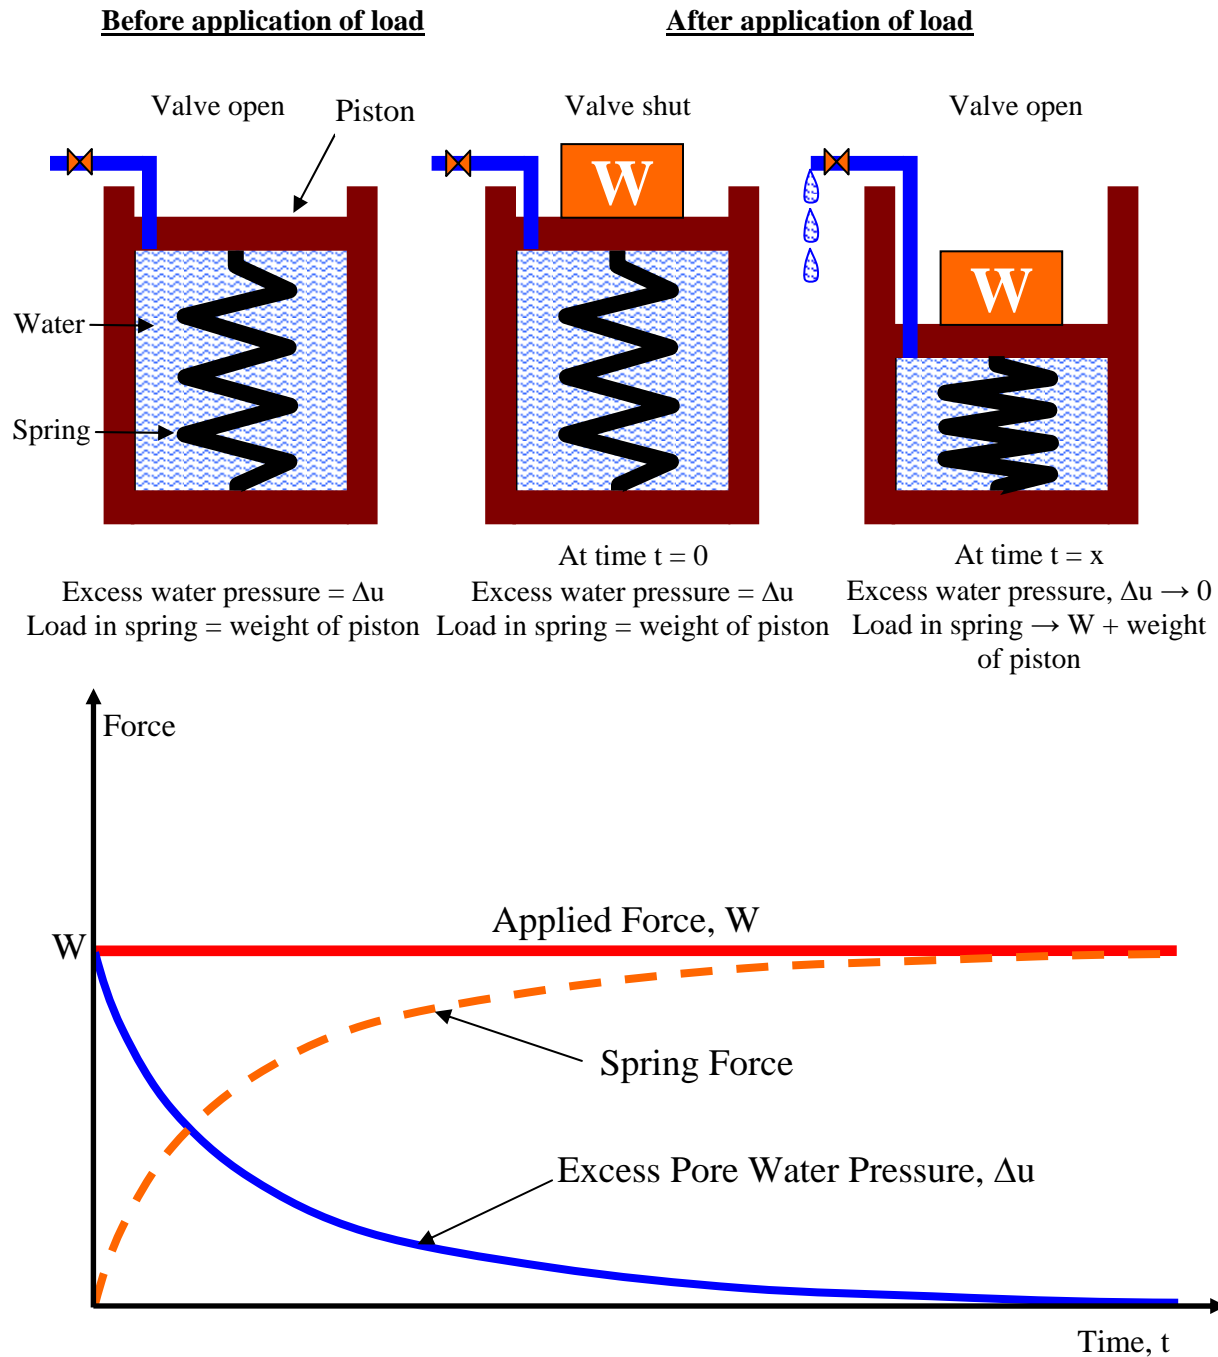 Before application of load
After application of load
Valve open
Piston
Valve shut
Valve open
W
W
Water
Spring
Excess water pressure = Δu
Load in spring = weight of piston
At time t = 0
Excess water pressure = Δu
Load in spring = weight of piston
At time t = x
Excess water pressure, Δu → 0
Load in spring → W + weight
of piston
Force
W
Applied Force, W
Spring Force
Excess Pore Water Pressure, Δu
Time, t